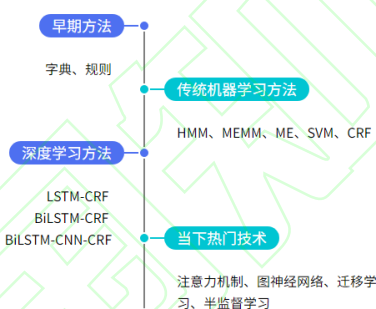 早期方法
字典、规则
传统机器学习方法
HMM、MEMM、ME、SVM、CRF
深度学习方法
LSTM-CRF
BiLSTM-CRF
BiLSTM-CNN-CRF
当下热门技术
注意力机制、图神经网络、迁移学
习、半监督学习